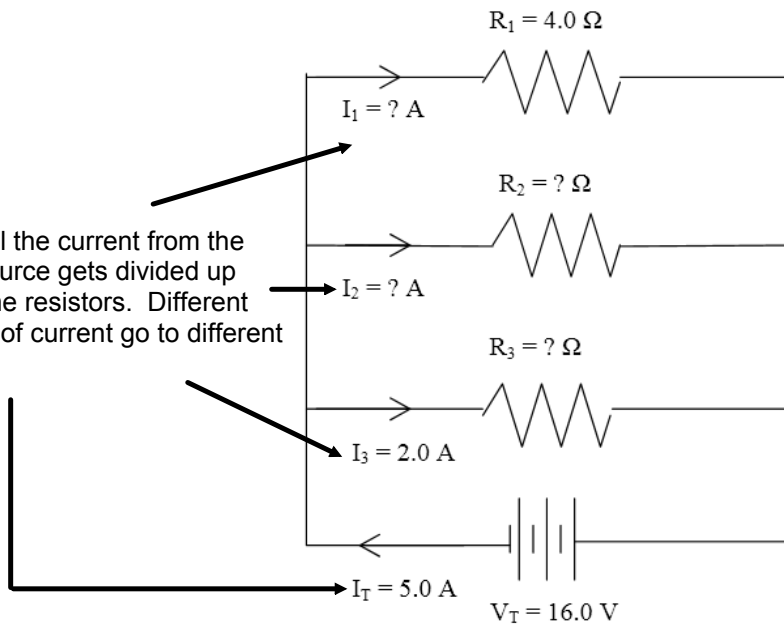 R₁ = 4.0 Ω
I₁ = ? A
R₂ = ? Ω
l the current from the
urce gets divided up
e resistors. Different
of current go to different
I₂ = ? A
R₃ = ? Ω
I₃ = 2.0 A
I_T = 5.0 A
V_T = 16.0 V